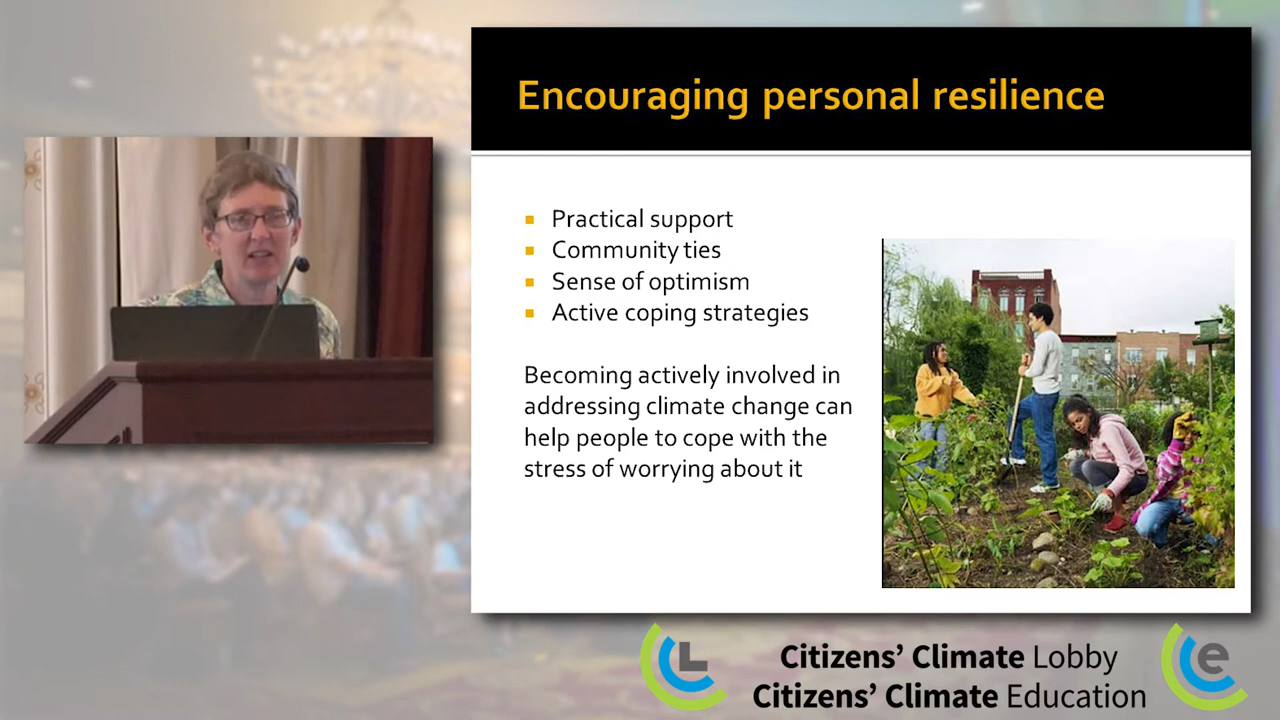 Encouraging personal resilience
Practical support
Community ties
Sense of optimism
Active coping strategies
Becoming actively involved in
addressing climate change can
help people to cope with the
stress of worrying about it
L
Citizens’ Climate Lobby
Citizens’ Climate Education
e